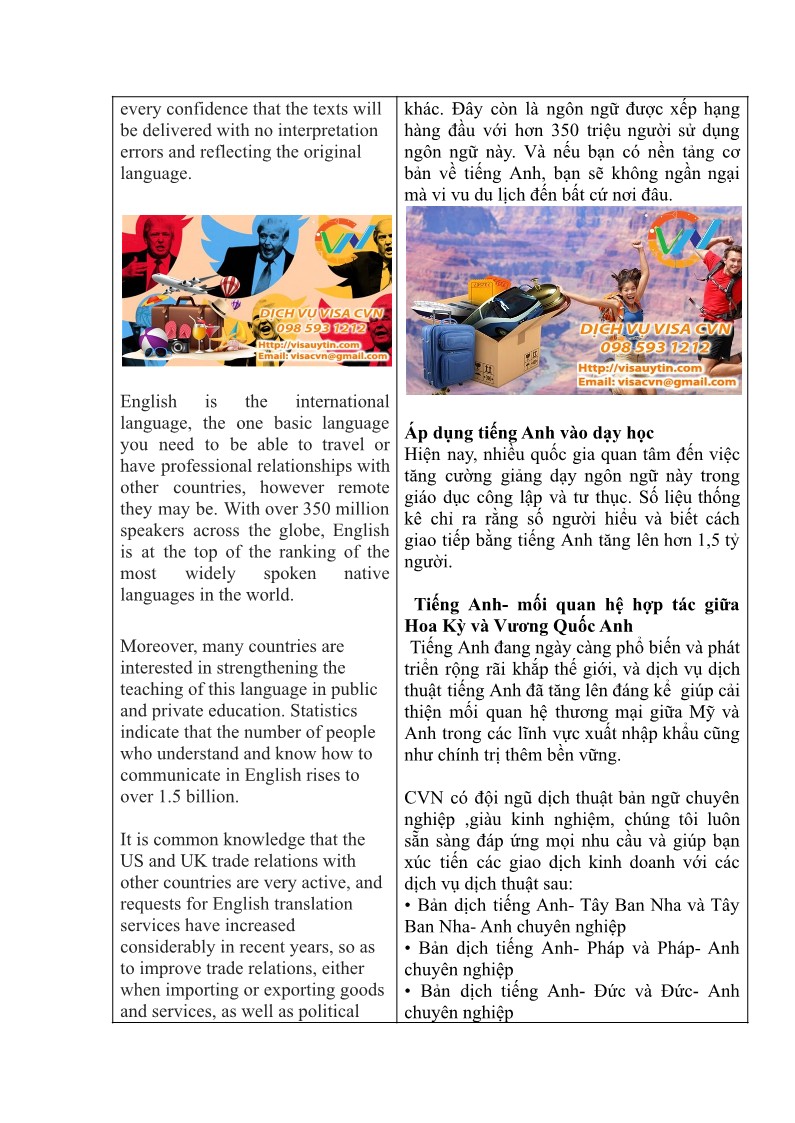 every confidence that the texts will
be delivered with no interpretation
errors and reflecting the original
language.
DỊCH VỤ VISA CVN
098 593 1212
Http://visauytin.com
Email: visacvn@gmail.com
English is the international
language, the one basic language
you need to be able to travel or
have professional relationships with
other countries, however remote
they may be. With over 350 million
speakers across the globe, English
is at the top of the ranking of the
most widely spoken native
languages in the world.
Moreover, many countries are
interested in strengthening the
teaching of this language in public
and private education. Statistics
indicate that the number of people
who understand and know how to
communicate in English rises to
over 1.5 billion.
It is common knowledge that the
US and UK trade relations with
other countries are very active, and
requests for English translation
services have increased
considerably in recent years, so as
to improve trade relations, either
when importing or exporting goods
and services, as well as political
khác. Đây còn là ngôn ngữ được xếp hạng
hàng đầu với hơn 350 triệu người sử dụng
ngôn ngữ này. Và nếu bạn có nền tảng cơ
bản về tiếng Anh, bạn sẽ không ngần ngại
mà vi vu du lịch đến bất cứ nơi đâu.
DỊCH VỤ VISA CVN
098 593 1212
Http://visauytin.com
Email: visacvn@gmail.com
Áp dụng tiếng Anh vào dạy học
Hiện nay, nhiều quốc gia quan tâm đến việc
tăng cường giảng dạy ngôn ngữ này trong
giáo dục công lập và tư thục. Số liệu thống
kê chỉ ra rằng số người hiểu và biết cách
giao tiếp bằng tiếng Anh tăng lên hơn 1,5 tỷ
người.
Tiếng Anh- mối quan hệ hợp tác giữa
Hoa Kỳ và Vương Quốc Anh
Tiếng Anh đang ngày càng phổ biến và phát
triển rộng rãi khắp thế giới, và dịch vụ dịch
thuật tiếng Anh đã tăng lên đáng kể giúp cải
thiện mối quan hệ thương mại giữa Mỹ và
Anh trong các lĩnh vực xuất nhập khẩu cũng
như chính trị thêm bền vững.
CVN có đội ngũ dịch thuật bản ngữ chuyên
nghiệp ,giàu kinh nghiệm, chúng tôi luôn
sẵn sàng đáp ứng mọi nhu cầu và giúp bạn
xúc tiến các giao dịch kinh doanh với các
dịch vụ dịch thuật sau:
• Bản dịch tiếng Anh- Tây Ban Nha và Tây
Ban Nha- Anh chuyên nghiệp
• Bản dịch tiếng Anh- Pháp và Pháp- Anh
chuyên nghiệp
• Bản dịch tiếng Anh- Đức và Đức- Anh
chuyên nghiệp